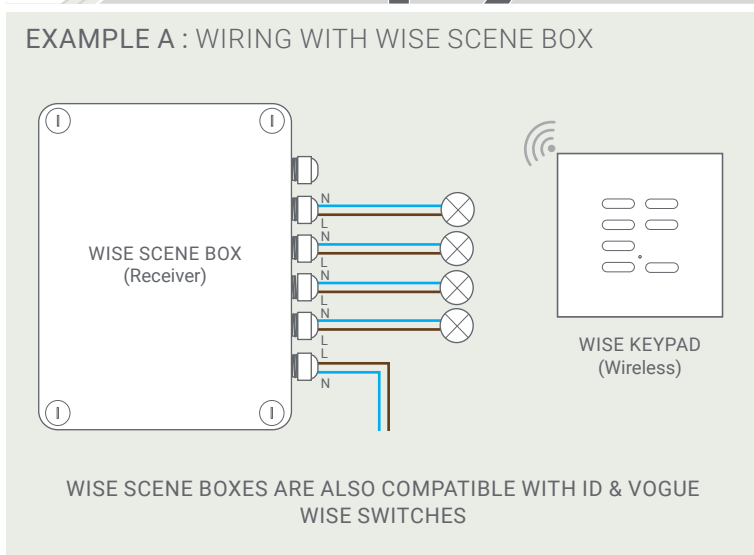 EXAMPLE A : WIRING WITH WISE SCENE BOX
WISE SCENE BOX
(Receiver)
N
L
N
L
N
L
N
L
L
N
WISE KEYPAD
(Wireless)
WISE SCENE BOXES ARE ALSO COMPATIBLE WITH ID & VOGUE
WISE SWITCHES